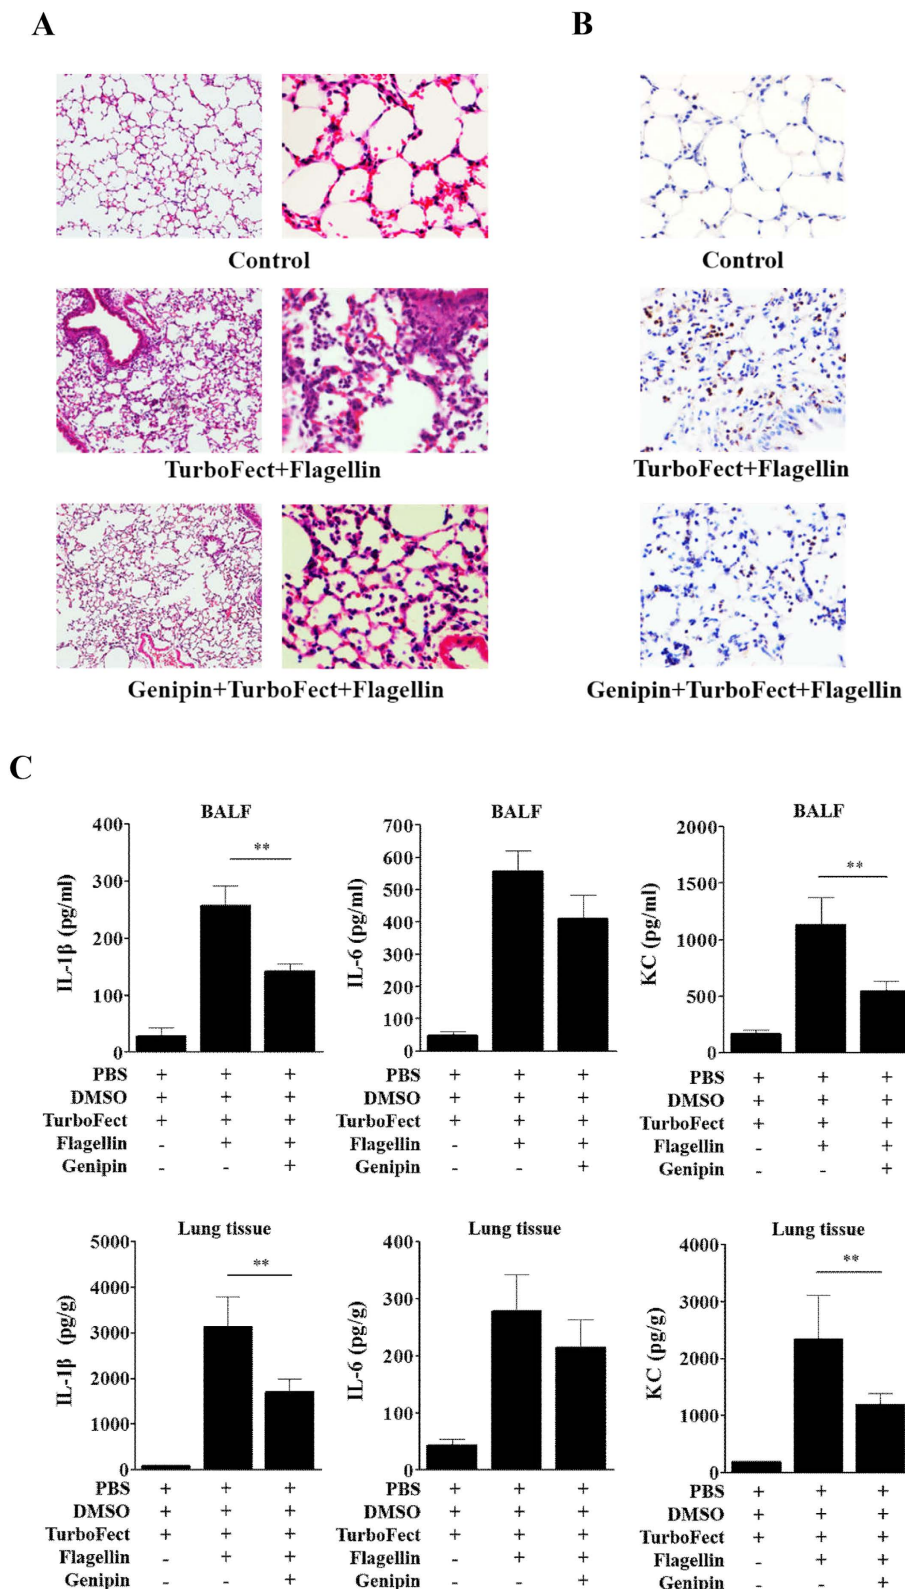 A
B
Control
Control
TurboFect+Flagellin
TurboFect+Flagellin
Genipin+TurboFect+Flagellin
Genipin+TurboFect+Flagellin
C
BALF
IL-1β (pg/ml)
400
300
200
100
0
**
PBS + + +
DMSO + + +
TurboFect + + +
Flagellin - + +
Genipin - - +
BALF
IL-6 (pg/ml)
700
600
500
400
300
200
100
0
PBS + + +
DMSO + + +
TurboFect + + +
Flagellin - + +
Genipin - - +
BALF
KC (pg/ml)
2000
1500
1000
500
0
**
PBS + + +
DMSO + + +
TurboFect + + +
Flagellin - + +
Genipin - - +
Lung tissue
IL-1β (pg/g)
5000
4000
3000
2000
1000
0
**
PBS + + +
DMSO + + +
TurboFect + + +
Flagellin - + +
Genipin - - +
Lung tissue
IL-6 (pg/g)
400
300
200
100
0
PBS + + +
DMSO + + +
TurboFect + + +
Flagellin - + +
Genipin - - +
Lung tissue
KC (pg/g)
4000
3000
2000
1000
0
**
PBS + + +
DMSO + + +
TurboFect + + +
Flagellin - + +
Genipin - - +